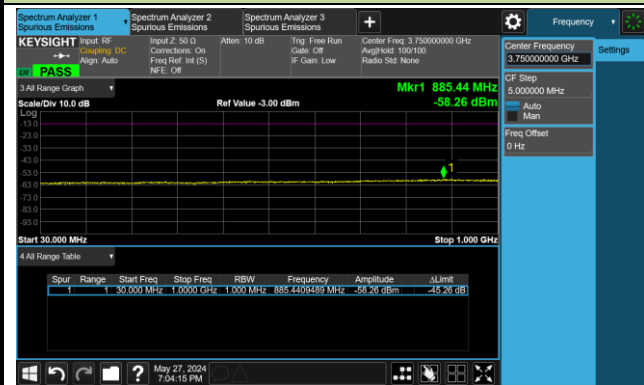 Spectrum Analyzer 1
Spurious Emissions
Spectrum Analyzer 2
Spurious Emissions
Spectrum Analyzer 3
Spurious Emissions
+
Frequency
KEYSIGHT
Input: RF
Coupling: DC
Align: Auto
Input Z: 50 Ω
Corrections: On
Freq Ref: Int (S)
NFE: Off
Atten: 10 dB
Trig: Free Run
Gate: Off
IF Gain: Low
Center Freq: 3.750000000 GHz
Avg|Hold: 100/100
Radio Std: None
PASS
Center Frequency
3.750000000 GHz
Settings
CF Step
5.000000 MHz
Auto
Man
Freq Offset
0 Hz
3 All Range Graph
Mkr1 885.44 MHz
Scale/Div 10.0 dB
Ref Value -3.00 dBm
-58.26 dBm
Log
-13.0
-23.0
-33.0
-43.0
-53.0
-63.0
-73.0
-83.0
-93.0
1
Start 30.000 MHz
Stop 1.000 GHz
4 All Range Table
Spur Range Start Freq Stop Freq RBW Frequency Amplitude ΔLimit
1 1 30.000 MHz 1.0000 GHz 1.000 MHz 885.4409489 MHz -58.26 dBm -45.26 dB
?
May 27, 2024
7:04:15 PM